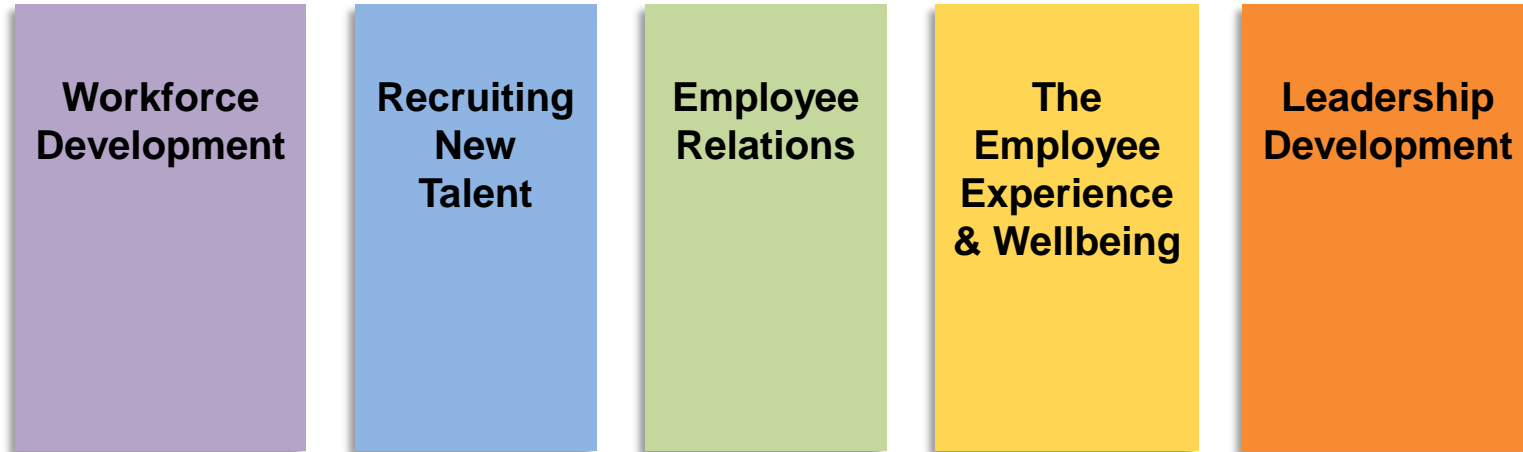 Workforce
Development
Recruiting
New
Talent
Employee
Relations
The
Employee
Experience
& Wellbeing
Leadership
Development